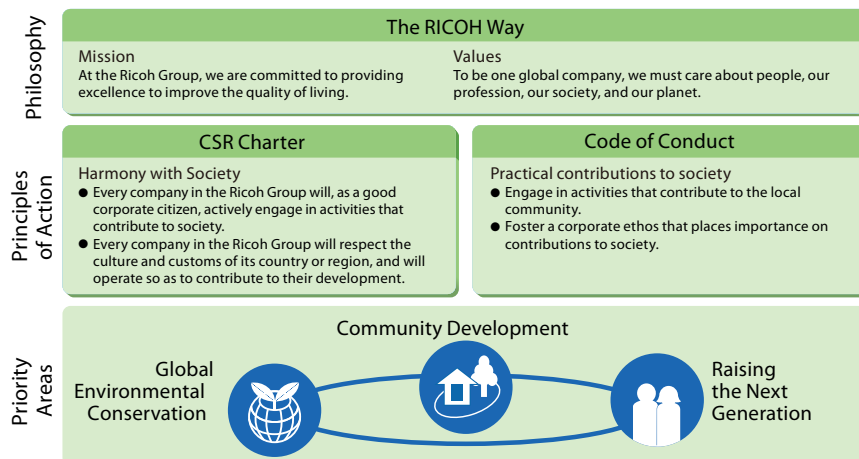 Philosophy
The RICOH Way
Mission
At the Ricoh Group, we are committed to providing
excellence to improve the quality of living.
Values
To be one global company, we must care about people, our
profession, our society, and our planet.
Principles
of Action
CSR Charter
Harmony with Society
● Every company in the Ricoh Group will, as a good
corporate citizen, actively engage in activities that
contribute to society.
● Every company in the Ricoh Group will respect the
culture and customs of its country or region, and will
operate so as to contribute to their development.
Code of Conduct
Practical contributions to society
● Engage in activities that contribute to the local
community.
● Foster a corporate ethos that places importance on
contributions to society.
Priority
Areas
Community Development
Global
Environmental
Conservation
Raising
the Next
Generation